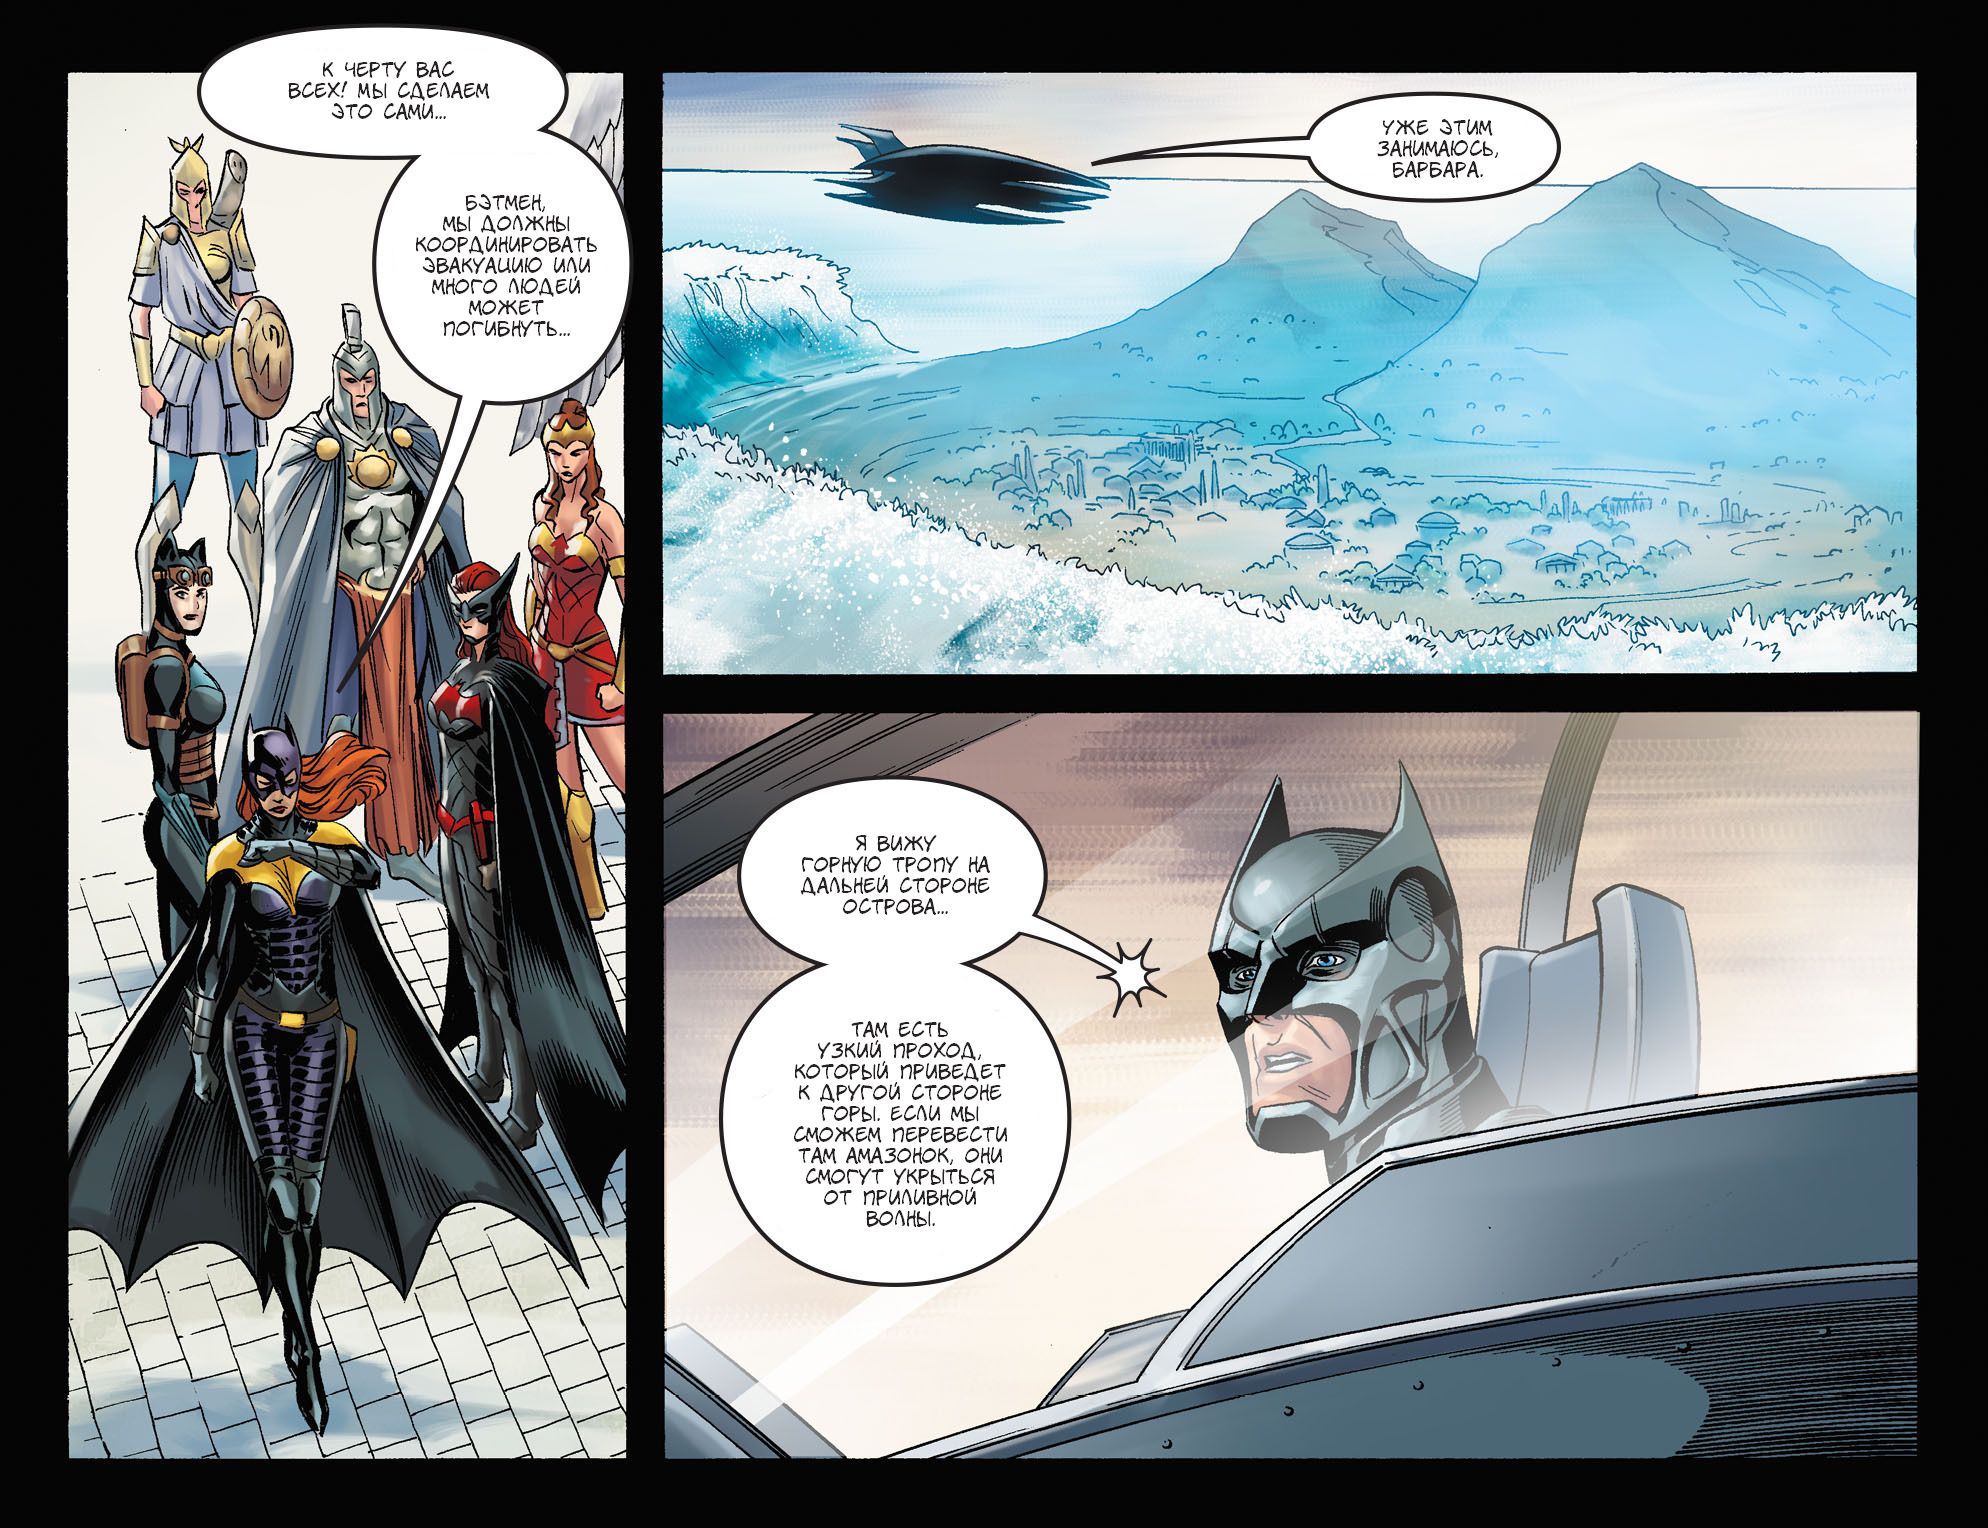 К ЧЕРТУ ВАС
ВСЕХ! МЫ СДЕЛАЕМ
ЭТО САМИ...
БЭТМЕН,
МЫ ДОЛЖНЫ
КООРДИНИРОВАТЬ
ЭВАКУАЦИЮ ИЛИ
МНОГО ЛЮДЕЙ
МОЖЕТ
ПОГИБНУТЬ...
УЖЕ ЭТИМ
ЗАНИМАЮСЬ,
БАРБАРА.
Я ВИЖУ
ГОРНУЮ ТРОПУ НА
ДАЛЬНЕЙ СТОРОНЕ
ОСТРОВА...
ТАМ ЕСТЬ
УЗКИЙ ПРОХОД,
КОТОРЫЙ ПРИВЕДЕТ
К ДРУГОЙ СТОРОНЕ
ГОРЫ. ЕСЛИ МЫ
СМОЖЕМ ПЕРЕВЕСТИ
ТАМ АМАЗОНОК, ОНИ
СМОГУТ УКРЫТЬСЯ
ОТ ПРИЛИВНОЙ
ВОЛНЫ.